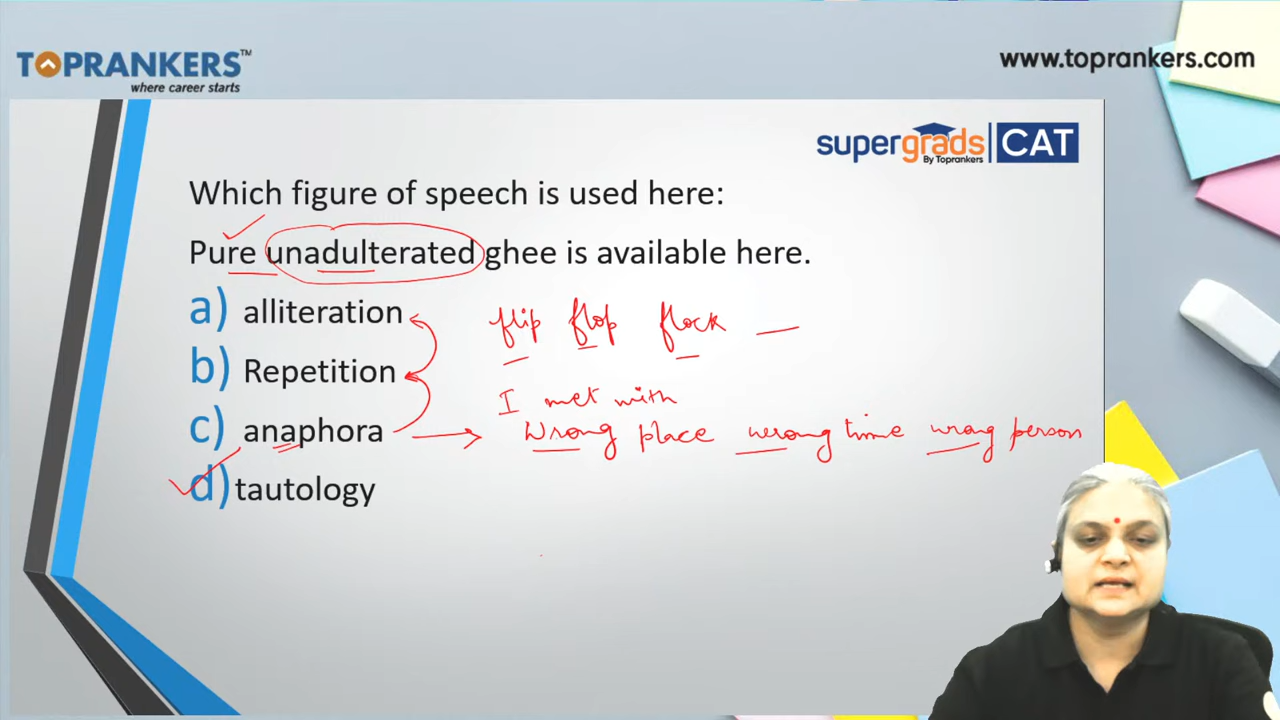 TOPRANKERS™
where career starts
www.toprankers.com
supergrads | CAT
By Toprankers
Which figure of speech is used here:
Pure unadulterated ghee is available here.
a) alliteration
flip flop flock —
b) Repetition
I met with
c) anaphora
wrong place wrong time wrong person
d) tautology